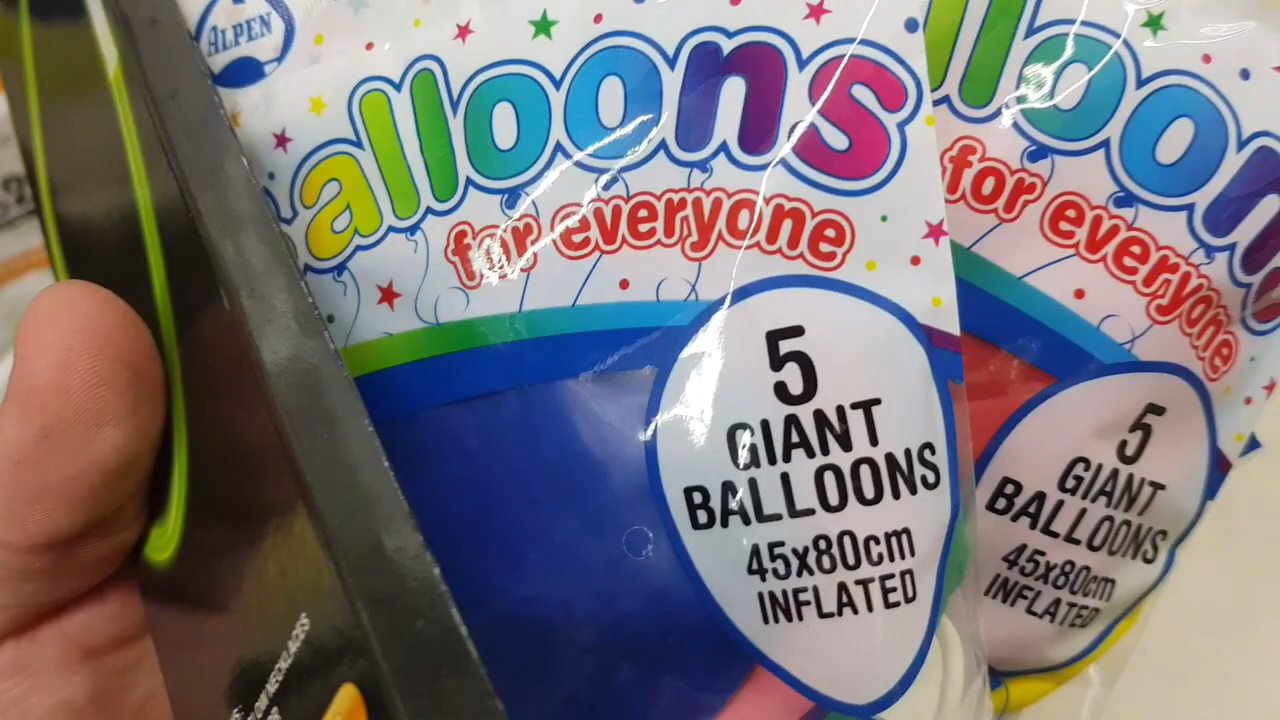 ALPEN
alloons
for everyone
5
GIANT
BALLOONS
45x80cm
INFLATED
lloon
for everyone
5
GIANT
BALLOONS
45x80cm
INFLATED